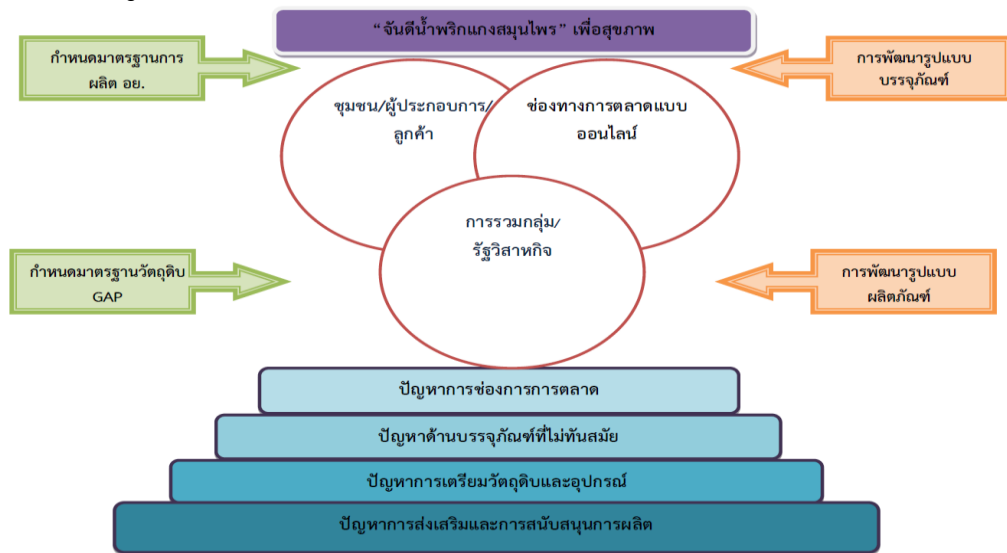 “จันดีน้ำพริกแกงสมุนไพร” เพื่อสุขภาพ
กำหนดมาตรฐานการ
ผลิต อย.
การพัฒนารูปแบบ
บรรจุภัณฑ์
ชุมชน/ผู้ประกอบการ/
ลูกค้า
ช่องทางการตลาดแบบ
ออนไลน์
การรวมกลุ่ม/
รัฐวิสาหกิจ
กำหนดมาตรฐานวัตถุดิบ
GAP
การพัฒนารูปแบบ
ผลิตภัณฑ์
ปัญหาการช่องการการตลาด
ปัญหาด้านบรรจุภัณฑ์ที่ไม่ทันสมัย
ปัญหาการเตรียมวัตถุดิบและอุปกรณ์
ปัญหาการส่งเสริมและการสนับสนุนการผลิต